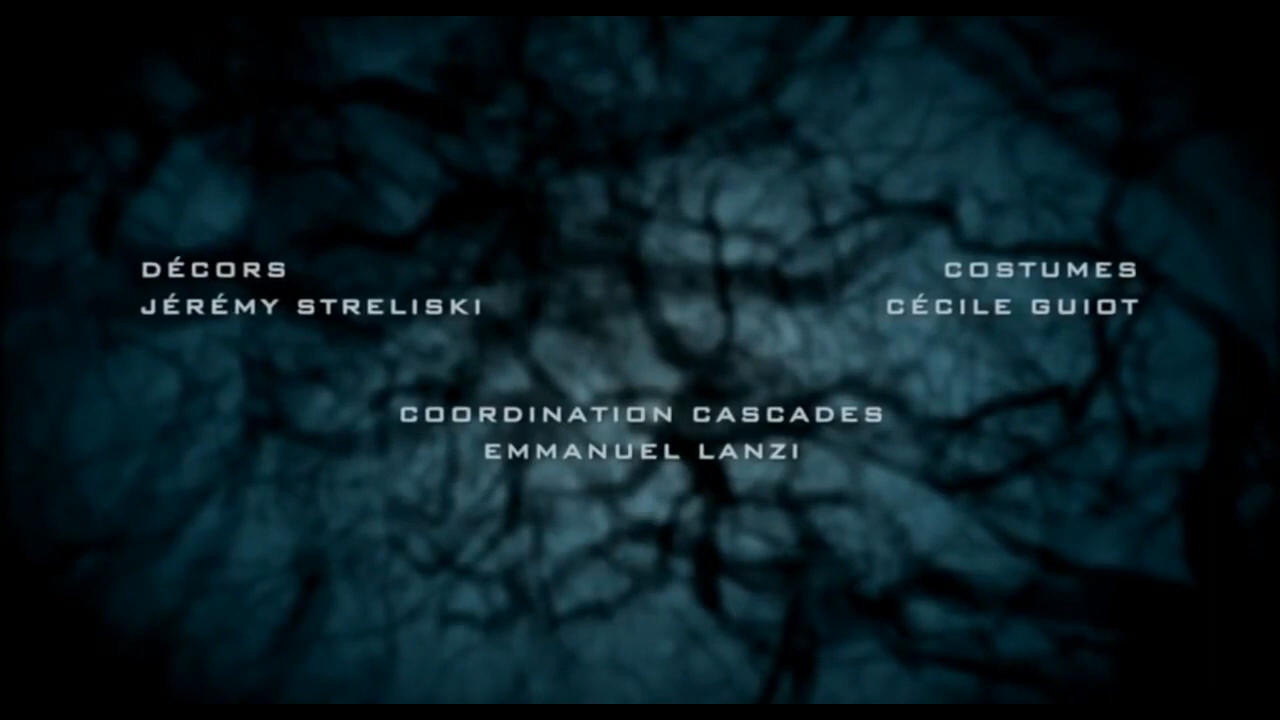 DÉCORS
JÉRÉMY STRELISKI
COSTUMES
CÉCILE GUIOT
COORDINATION CASCADES
EMMANUEL LANZI